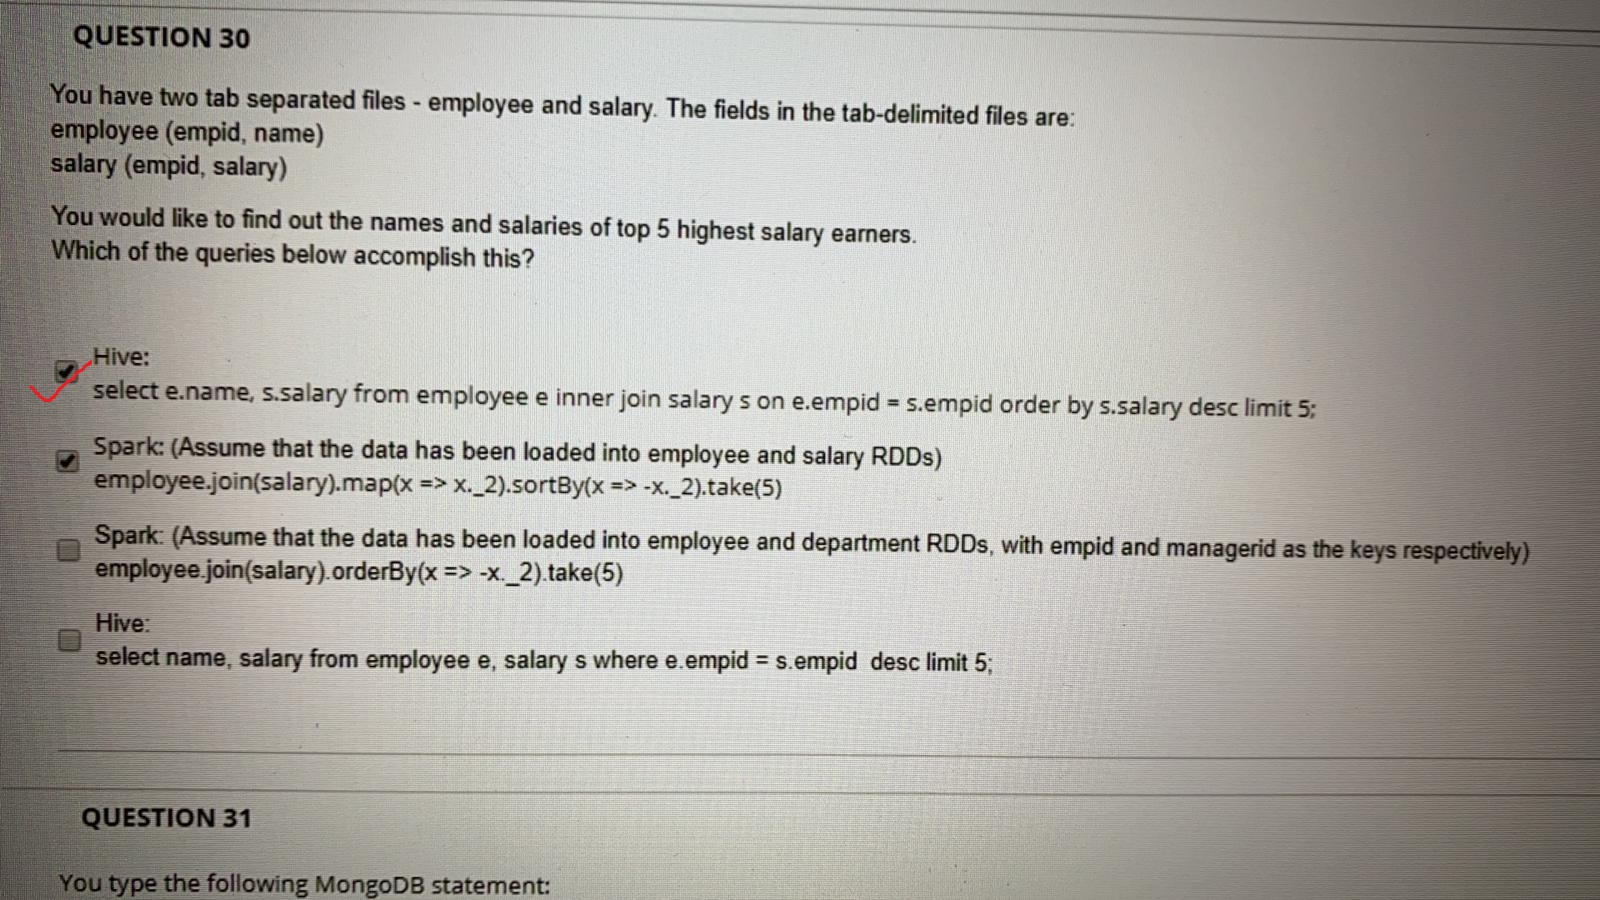 QUESTION 30
You have two tab separated files - employee and salary. The fields in the tab-delimited files are:
employee (empid, name)
salary (empid, salary)
You would like to find out the names and salaries of top 5 highest salary earners.
Which of the queries below accomplish this?
Hive:
select e.name, s.salary from employee e inner join salary s on e.empid = s.empid order by s.salary desc limit 5;
Spark: (Assume that the data has been loaded into employee and salary RDDs)
employee.join(salary).map(x => x._2).sortBy(x => -x._2).take(5)
Spark: (Assume that the data has been loaded into employee and department RDDs, with empid and managerid as the keys respectively)
employee.join(salary).orderBy(x => -x._2).take(5)
Hive:
select name, salary from employee e, salary s where e.empid = s.empid  desc limit 5;
QUESTION 31
You type the following MongoDB statement: